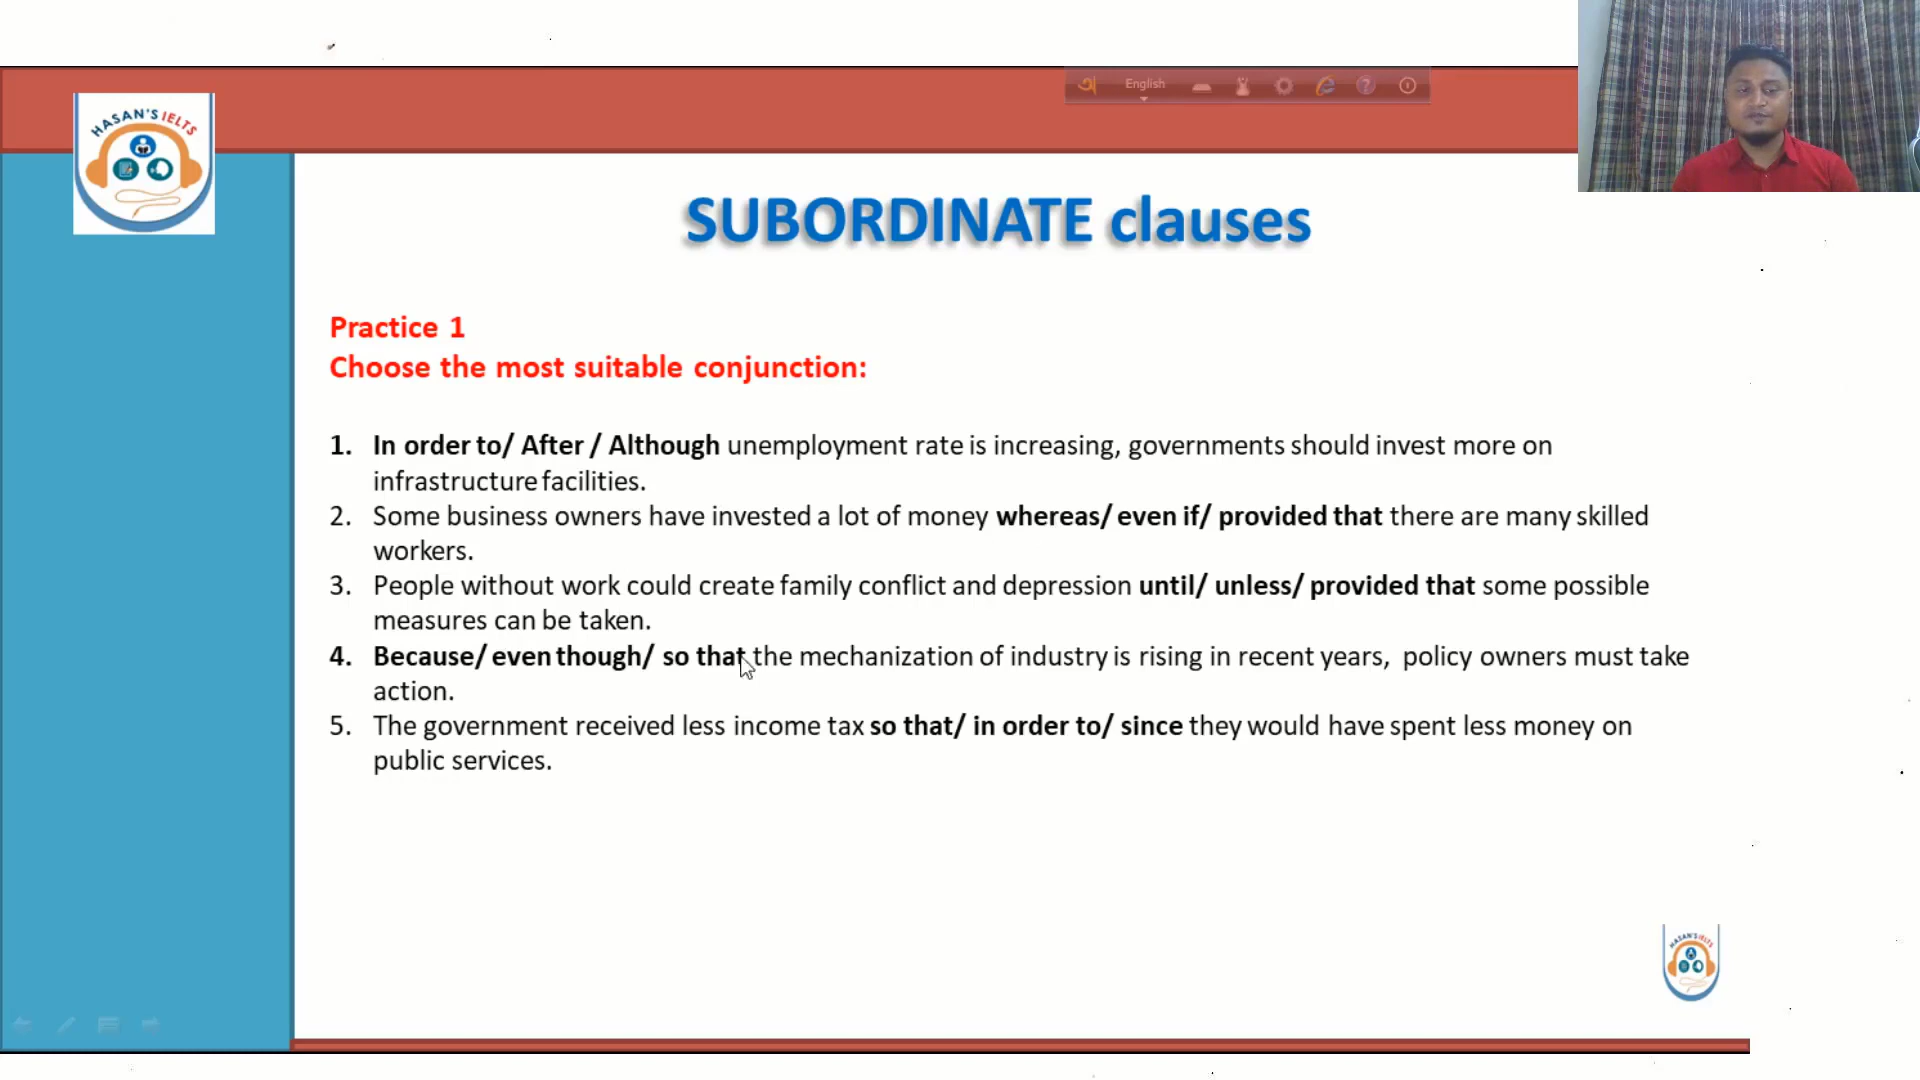 English
HASAN'S IELTS
SUBORDINATE clauses
Practice 1
Choose the most suitable conjunction:
1. In order to/ After / Although unemployment rate is increasing, governments should invest more on
infrastructure facilities.
2. Some business owners have invested a lot of money whereas/ even if/ provided that there are many skilled
workers.
3. People without work could create family conflict and depression until/ unless/ provided that some possible
measures can be taken.
4. Because/ even though/ so that the mechanization of industry is rising in recent years, policy owners must take
action.
5. The government received less income tax so that/ in order to/ since they would have spent less money on
public services.
HASAN'S IELTS